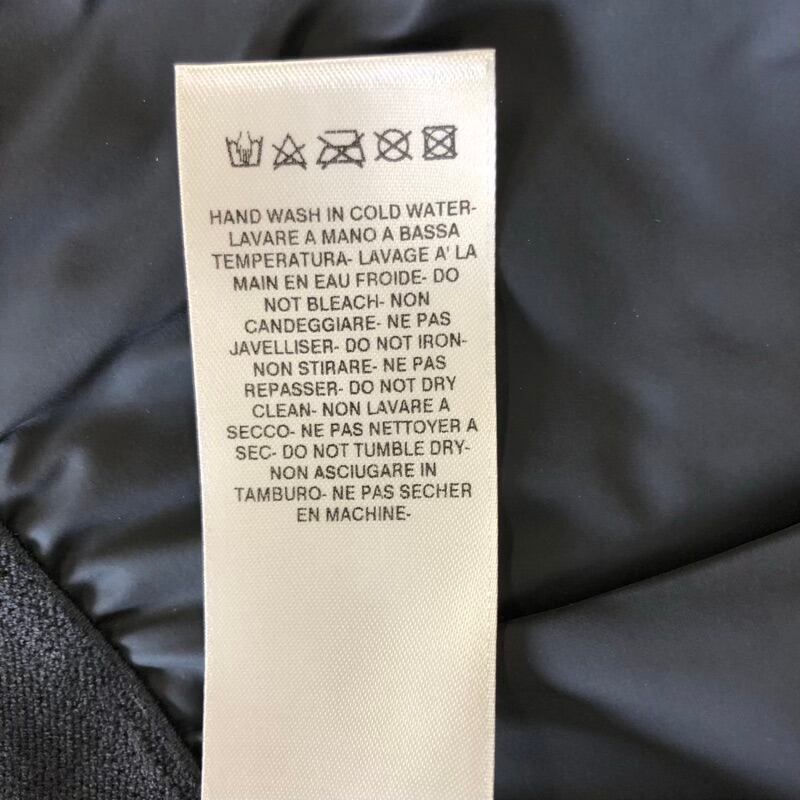 HAND WASH IN COLD WATER-
LAVARE A MANO A BASSA
TEMPERATURA- LAVAGE A' LA
MAIN EN EAU FROIDE- DO
NOT BLEACH- NON
CANDEGGIARE- NE PAS
JAVELLISER- DO NOT IRON-
NON STIRARE- NE PAS
REPASSER- DO NOT DRY
CLEAN- NON LAVARE A
SECCO- NE PAS NETTOYER A
SEC- DO NOT TUMBLE DRY-
NON ASCIUGARE IN
TAMBURO- NE PAS SECHER
EN MACHINE-